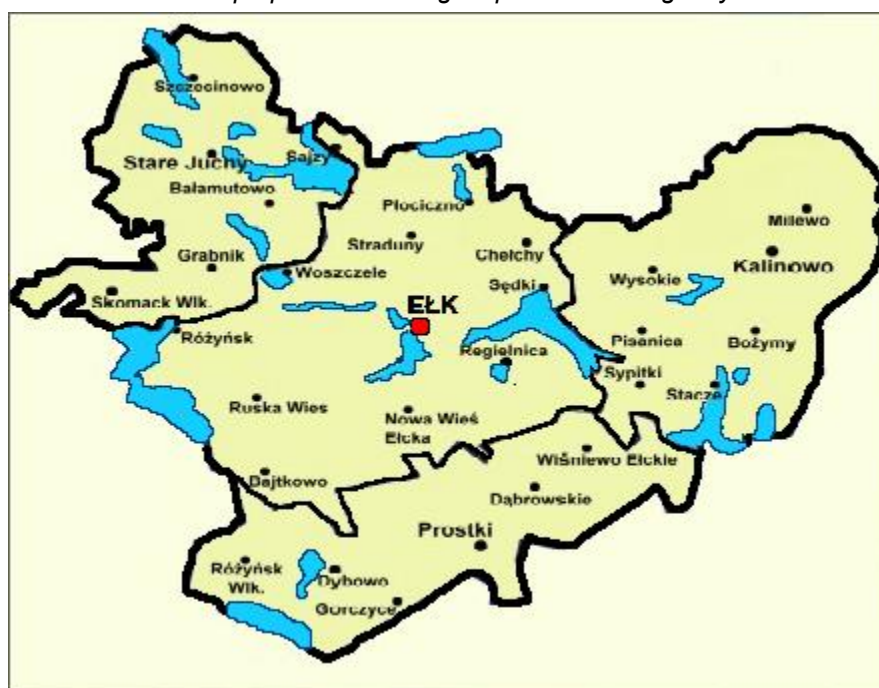 Szczecinowo
Stare Juchy
Sajzy
Bałamutowo
Płociczno
Milewo
Straduny
Chełchy
Grabnik
Woszczele
Wysokie
Kalinowo
Sędki
Skomack Wlk.
EŁK
Różyńsk
Regielnica
Pisanica
Bożymy
Sypitki
Stacze
Ruska Wies
Nowa Wieś
Ełcka
Wiśniewo Ełckie
Bajtkowo
Dąbrowskie
Prostki
Różyńsk
Wlk.
Dybowo
Gorczyce